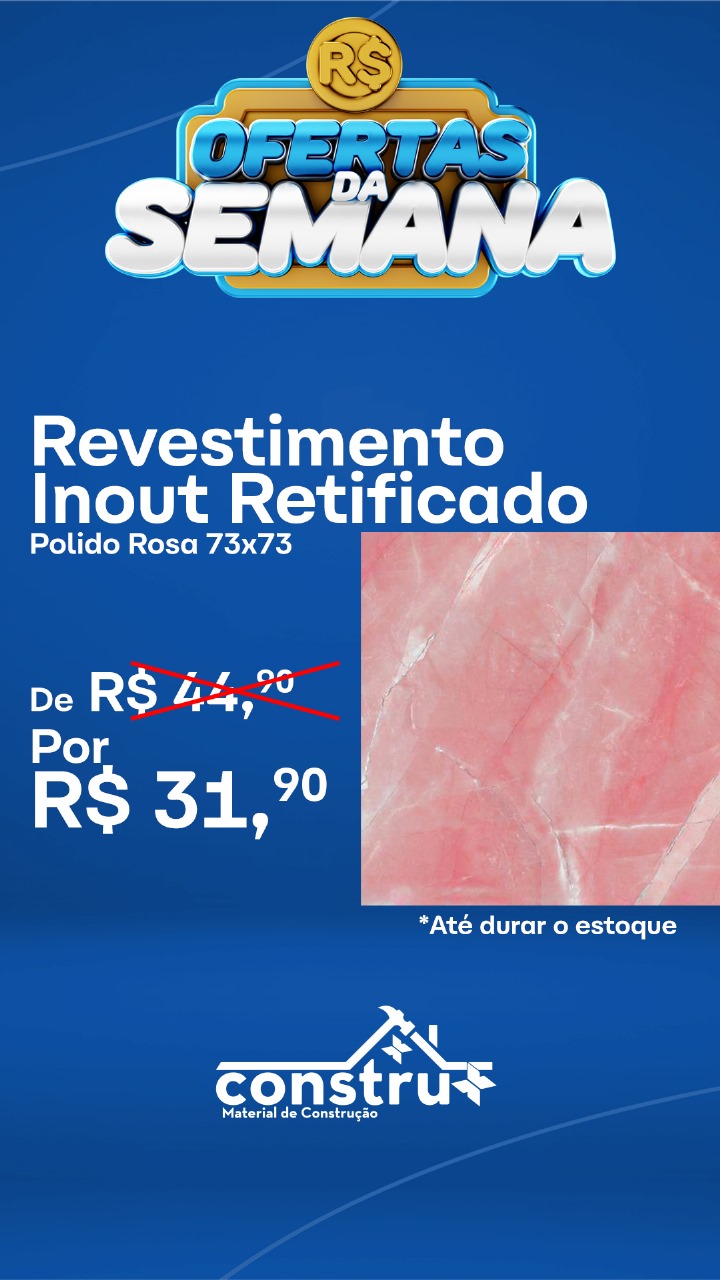 R$
OFERTAS
DA
SEMANA
Revestimento
Inout Retificado
Polido Rosa 73x73
De R$ 44,90
Por
R$ 31,90
*Até durar o estoque
constru
Material de Construção